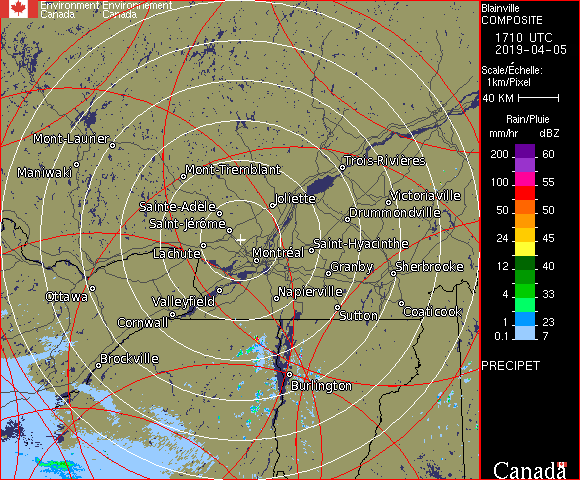 Environment Environnement
Canada Canada
Blainville
COMPOSITE
1710 UTC
2019-04-05
Scale/Échelle:
1km/Pixel
40 KM
Rain/Pluie
mm/hr dBZ
200 60
100 55
50 50
24 45
12 40
4 33
1 23
0.1 7
PRECIPET
Canada
Mont-Laurier
Maniwaki
Mont-Tremblant
Trois-Rivières
Joliette
Victoriaville
Sainte-Adèle
Drummondville
Saint-Jérôme
Saint-Hyacinthe
Lachute
Montréal
Granby
Sherbrooke
Ottawa
Valleyfield
Napierville
Coaticook
Sutton
Cornwall
Brockville
Burlington